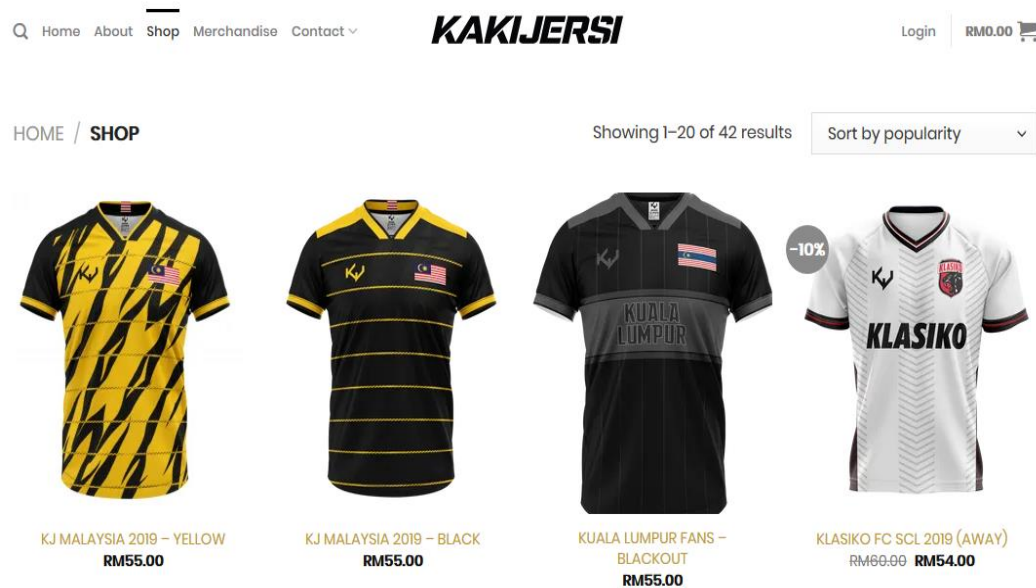 Home About Shop Merchandise Contact
KAKIJERSI
Login RM0.00
HOME / SHOP
Showing 1–20 of 42 results
Sort by popularity
KUALA
LUMPUR
-10%
KLASIKO
KLASIKO
KJ MALAYSIA 2019 – YELLOW
RM55.00
KJ MALAYSIA 2019 – BLACK
RM55.00
KUALA LUMPUR FANS –
BLACKOUT
RM55.00
KLASIKO FC SCL 2019 (AWAY)
RM60.00 RM54.00